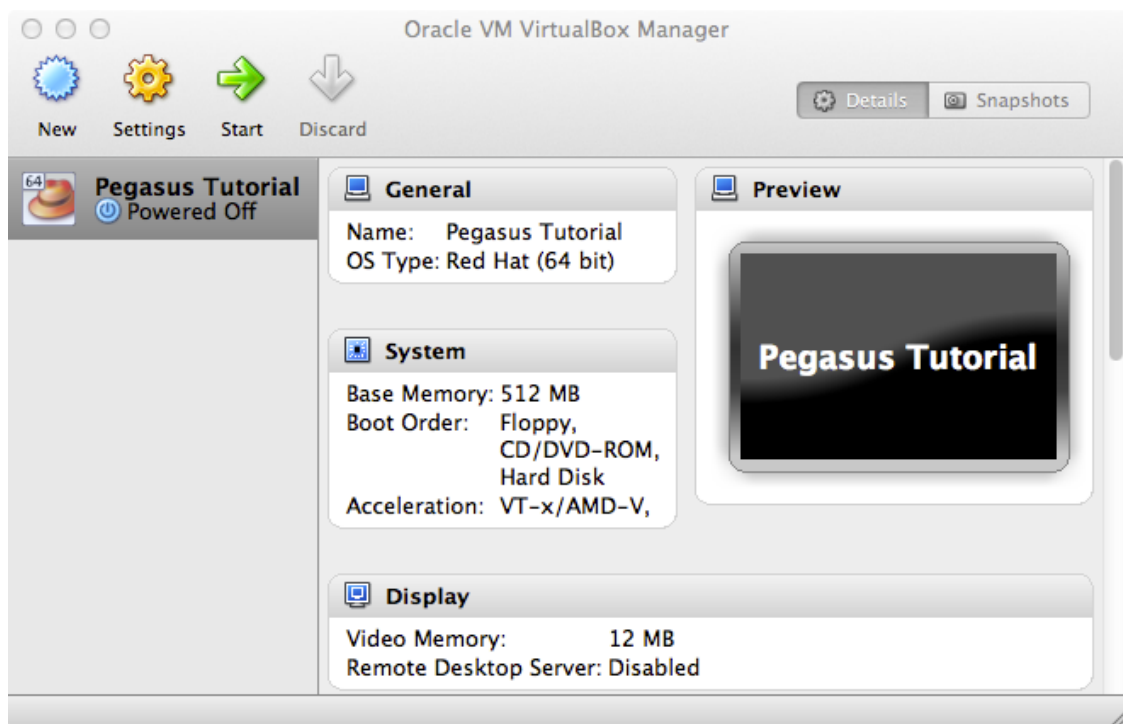 Oracle VM VirtualBox Manager
New Settings Start Discard
Details Snapshots
64
Pegasus Tutorial
Powered Off
General
Name: Pegasus Tutorial
OS Type: Red Hat (64 bit)
System
Base Memory: 512 MB
Boot Order: Floppy,
CD/DVD-ROM,
Hard Disk
Acceleration: VT-x/AMD-V,
Preview
Pegasus Tutorial
Display
Video Memory: 12 MB
Remote Desktop Server: Disabled